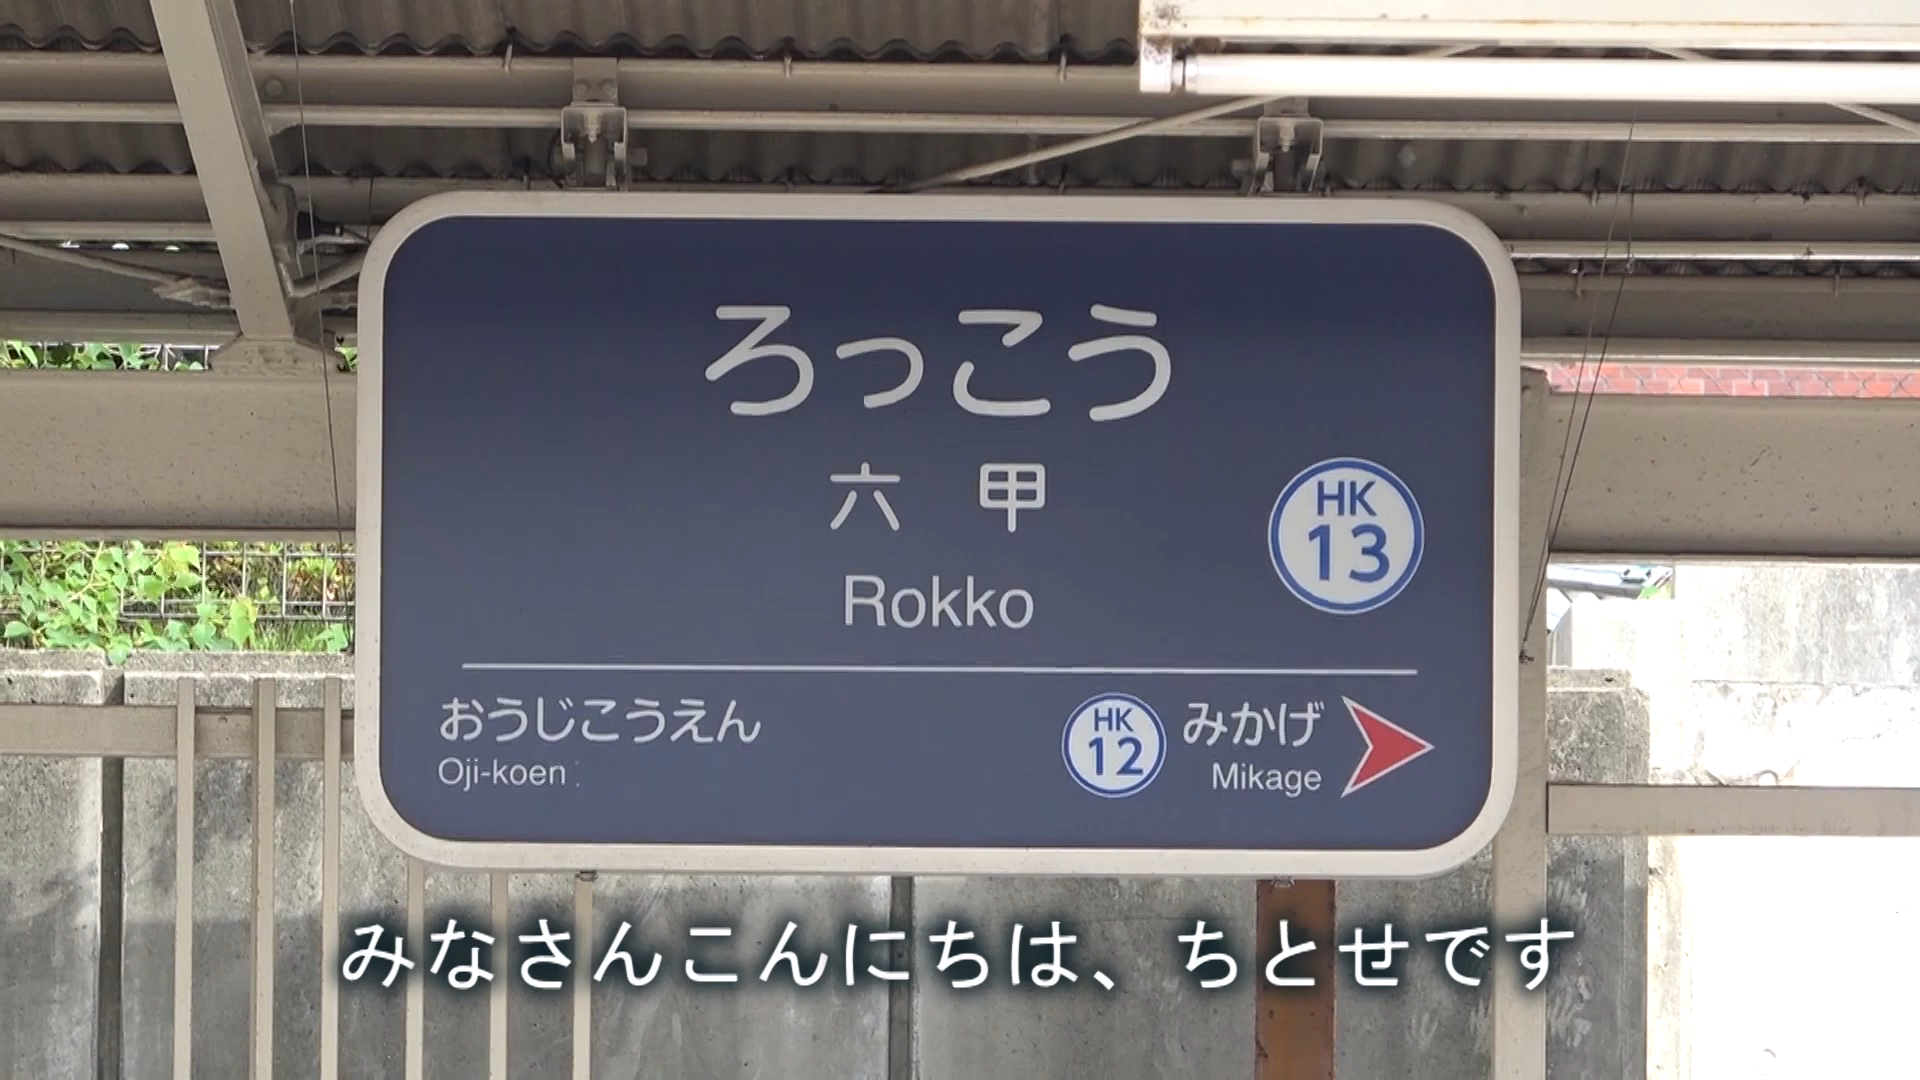 ろっこう
六甲
Rokko
HK
13
おうじこうえん
Oji-koen
HK
12
みかげ
Mikage
みなさんこんにちは、ちとせです